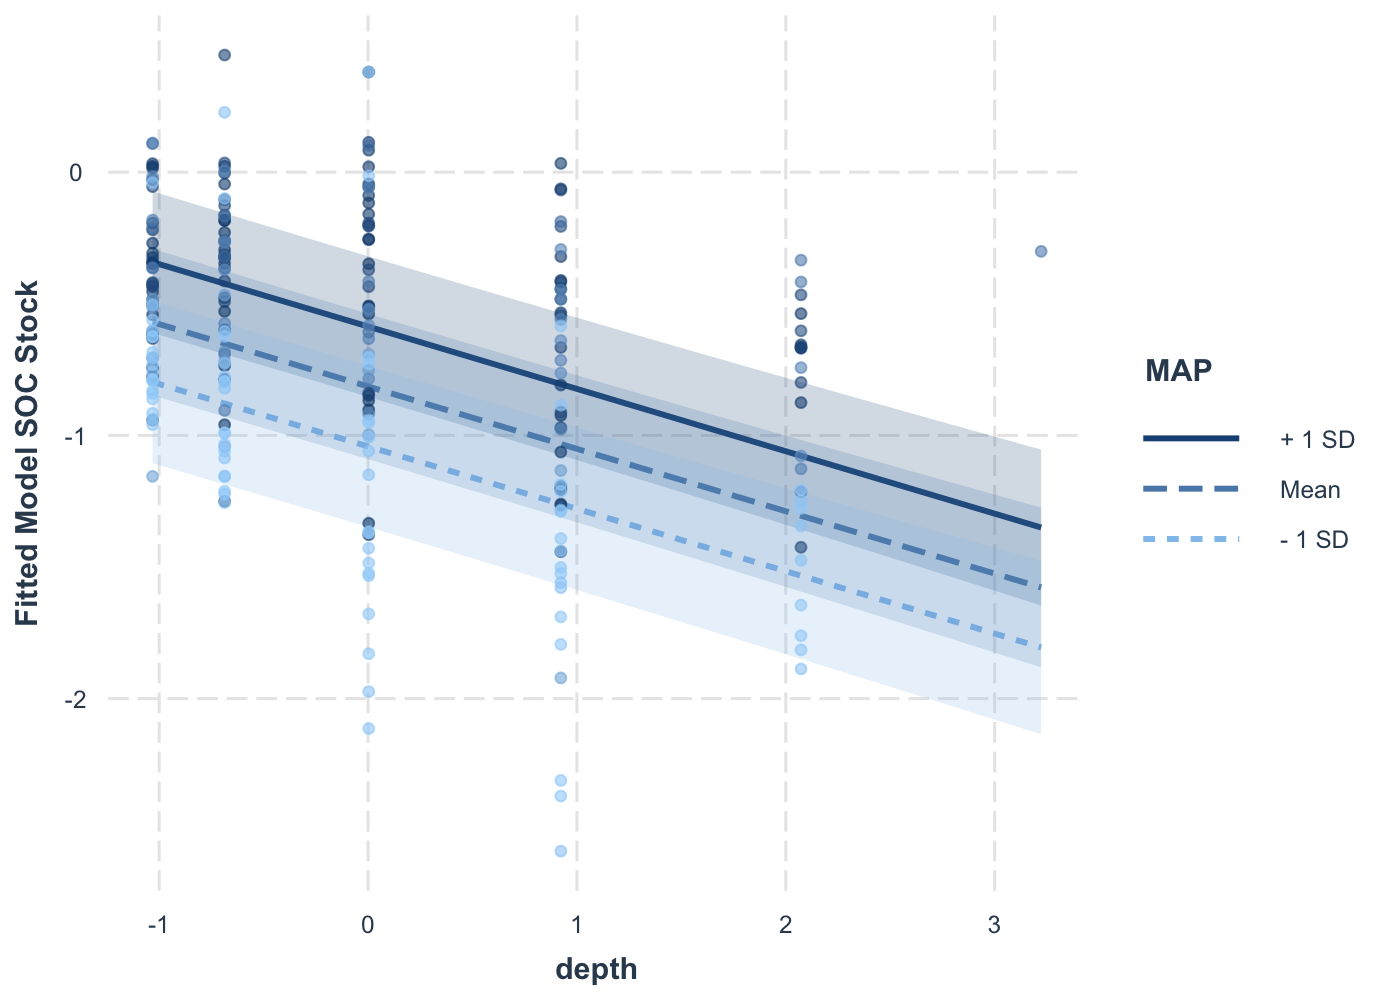 Fitted Model SOC Stock
0
-1
-2
-1 0 1 2 3
depth
MAP
+ 1 SD
Mean
- 1 SD